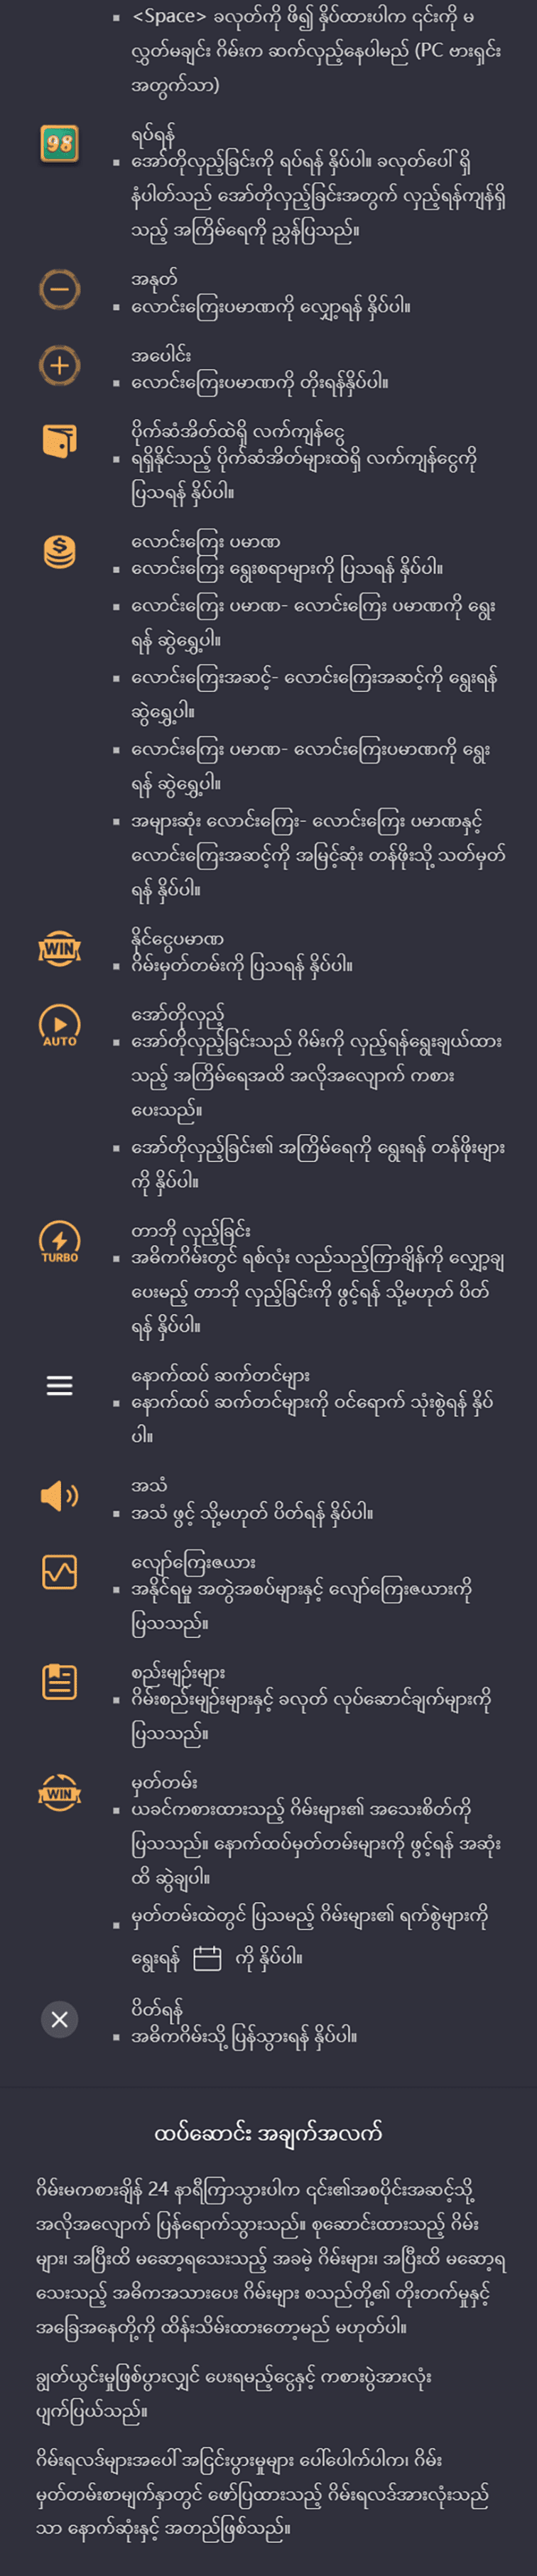 <Space> ခလုတ်ကို ဖိ၍ နှိပ်ထားပါက ၎င်းကို မ
လွှတ်မချင်း ဂိမ်းက ဆက်လှည့်နေပါမည် (PC ဗားရှင်း
အတွက်သာ)
98
ရပ်ရန်
အော်တိုလှည့်ခြင်းကို ရပ်ရန် နှိပ်ပါ။ ခလုတ်ပေါ်ရှိ
နံပါတ်သည် အော်တိုလှည့်ခြင်းအတွက် လှည့်ရန်ကျန်ရှိ
သည့် အကြိမ်ရေကို ညွှန်ပြသည်။
အနုတ်
လောင်းကြေးပမာဏကို လျှော့ရန် နှိပ်ပါ။
အပေါင်း
လောင်းကြေးပမာဏကို တိုးရန်နှိပ်ပါ။
ပိုက်ဆံအိတ်ထဲရှိ လက်ကျန်ငွေ
ရရှိနိုင်သည့် ပိုက်ဆံအိတ်များထဲရှိ လက်ကျန်ငွေကို
ပြသရန် နှိပ်ပါ။
လောင်းကြေး ပမာဏ
လောင်းကြေး ရွေးစရာများကို ပြသရန် နှိပ်ပါ။
လောင်းကြေး ပမာဏ- လောင်းကြေး ပမာဏကို ရွေး
ရန် ဆွဲရွှေ့ပါ။
လောင်းကြေးအဆင့်- လောင်းကြေးအဆင့်ကို ရွေးရန်
ဆွဲရွှေ့ပါ။
လောင်းကြေး ပမာဏ- လောင်းကြေးပမာဏကို ရွေး
ရန် ဆွဲရွှေ့ပါ။
အများဆုံး လောင်းကြေး- လောင်းကြေး ပမာဏနှင့်
လောင်းကြေးအဆင့်ကို အမြင့်ဆုံး တန်ဖိုးသို့ သတ်မှတ်
ရန် နှိပ်ပါ။
WIN
နိုင်ငွေပမာဏ
ဂိမ်းမှတ်တမ်းကို ပြသရန် နှိပ်ပါ။
AUTO
အော်တိုလှည့်
အော်တိုလှည့်ခြင်းသည် ဂိမ်းကို လှည့်ရန်ရွေးချယ်ထား
သည့် အကြိမ်ရေအထိ အလိုအလျောက် ကစား
ပေးသည်။
အော်တိုလှည့်ခြင်း၏ အကြိမ်ရေကို ရွေးရန် တန်ဖိုးများ
ကို နှိပ်ပါ။
TURBO
တာဘို လှည့်ခြင်း
အဓိကဂိမ်းတွင် ရစ်လုံး လည်သည့်ကြာချိန်ကို လျှော့ချ
ပေးမည့် တာဘို လှည့်ခြင်းကို ဖွင့်ရန် သို့မဟုတ် ပိတ်
ရန် နှိပ်ပါ။
နောက်ထပ် ဆက်တင်များ
နောက်ထပ် ဆက်တင်များကို ဝင်ရောက် သုံးစွဲရန် နှိပ်
ပါ။
အသံ
အသံ ဖွင့် သို့မဟုတ် ပိတ်ရန် နှိပ်ပါ။
လျော်ကြေးဇယား
အနိုင်ရမှု အတွဲအစပ်များနှင့် လျော်ကြေးဇယားကို
ပြသသည်။
စည်းမျဉ်းများ
ဂိမ်းစည်းမျဉ်းများနှင့် ခလုတ် လုပ်ဆောင်ချက်များကို
ပြသသည်။
WIN
မှတ်တမ်း
ယခင်ကစားထားသည့် ဂိမ်းများ၏ အသေးစိတ်ကို
ပြသသည်။ နောက်ထပ်မှတ်တမ်းများကို ဖွင့်ရန် အဆုံး
ထိ ဆွဲချပါ။
မှတ်တမ်းထဲတွင် ပြသမည့် ဂိမ်းများ၏ ရက်စွဲများကို
ရွေးရန် ကို နှိပ်ပါ။
ပိတ်ရန်
အဓိကဂိမ်းသို့ ပြန်သွားရန် နှိပ်ပါ။
ထပ်ဆောင်း အချက်အလက်
ဂိမ်းမကစားချိန် 24 နာရီကြာသွားပါက ၎င်း၏အစပိုင်းအဆင့်သို့
အလိုအလျောက် ပြန်ရောက်သွားသည်။ စုဆောင်းထားသည့် ဂိမ်း
များ၊ အပြီးထိ မဆော့ရသေးသည့် အခမဲ့ ဂိမ်းများ၊ အပြီးထိ မဆော့ရ
သေးသည့် အဓိကအသားပေး ဂိမ်းများ စသည်တို့၏ တိုးတက်မှုနှင့်
အခြေအနေတို့ကို ထိန်းသိမ်းထားတော့မည် မဟုတ်ပါ။
ချွတ်ယွင်းမှုဖြစ်ပွားလျှင် ပေးရမည့်ငွေနှင့် ကစားပွဲအားလုံး
ပျက်ပြယ်သည်။
ဂိမ်းရလဒ်များအပေါ် အငြင်းပွားမှုများ ပေါ်ပေါက်ပါက၊ ဂိမ်း
မှတ်တမ်းစာမျက်နှာတွင် ဖော်ပြထားသည့် ဂိမ်းရလဒ်အားလုံးသည်
သာ နောက်ဆုံးနှင့် အတည်ဖြစ်သည်။